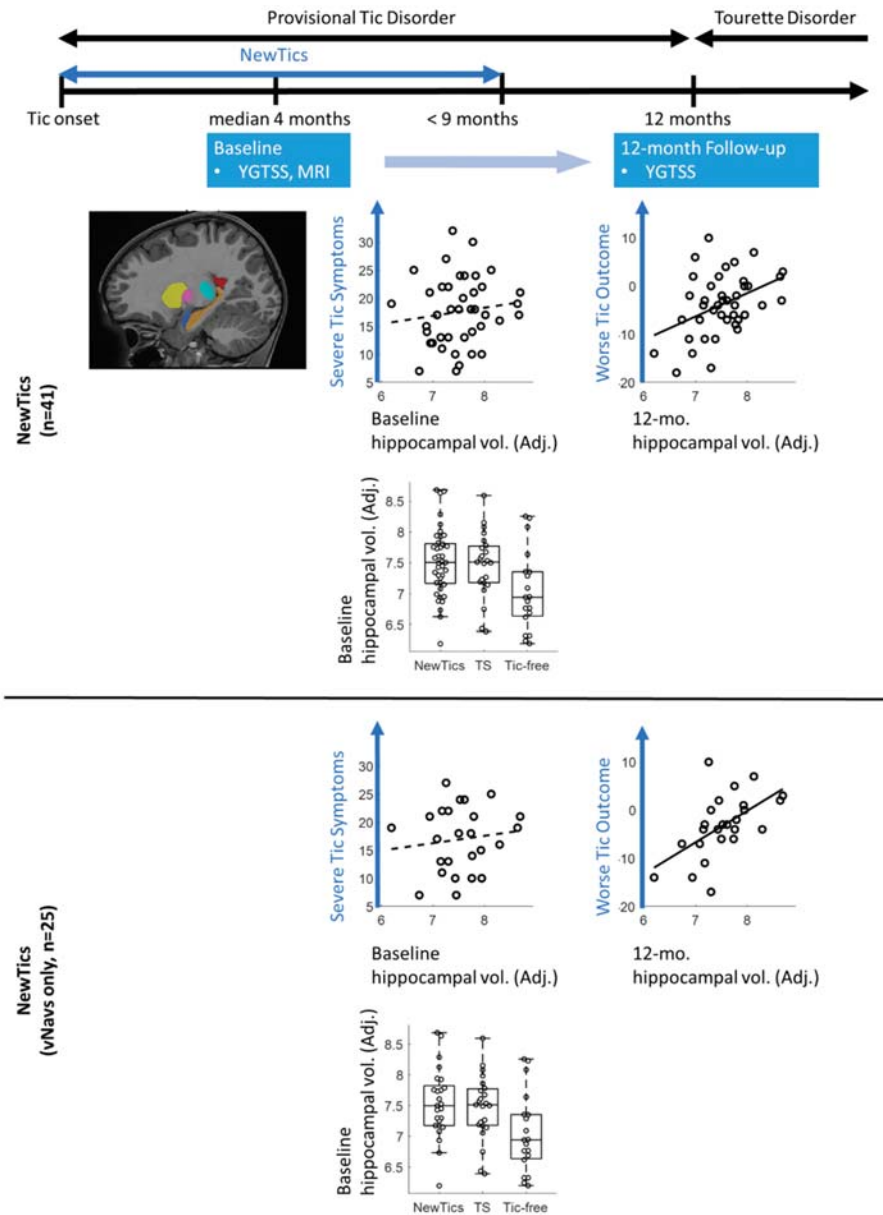 Provisional Tic Disorder
Tourette Disorder
NewTics
Tic onset
median 4 months
< 9 months
12 months
Baseline
• YGTSS, MRI
12-month Follow-up
• YGTSS
NewTics
(n=41)
Severe Tic Symptoms
30
25
20
15
10
5
6 7 8
Baseline
hippocampal vol. (Adj.)
Worse Tic Outcome
10
0
-10
-20
6 7 8
12-mo.
hippocampal vol. (Adj.)
Baseline
hippocampal vol. (Adj.)
8.5
8
7.5
7
6.5
NewTics TS Tic-free
NewTics
(vNavs only, n=25)
Severe Tic Symptoms
30
25
20
15
10
5
6 7 8
Baseline
hippocampal vol. (Adj.)
Worse Tic Outcome
10
0
-10
-20
6 7 8
12-mo.
hippocampal vol. (Adj.)
Baseline
hippocampal vol. (Adj.)
8.5
8
7.5
7
6.5
NewTics TS Tic-free